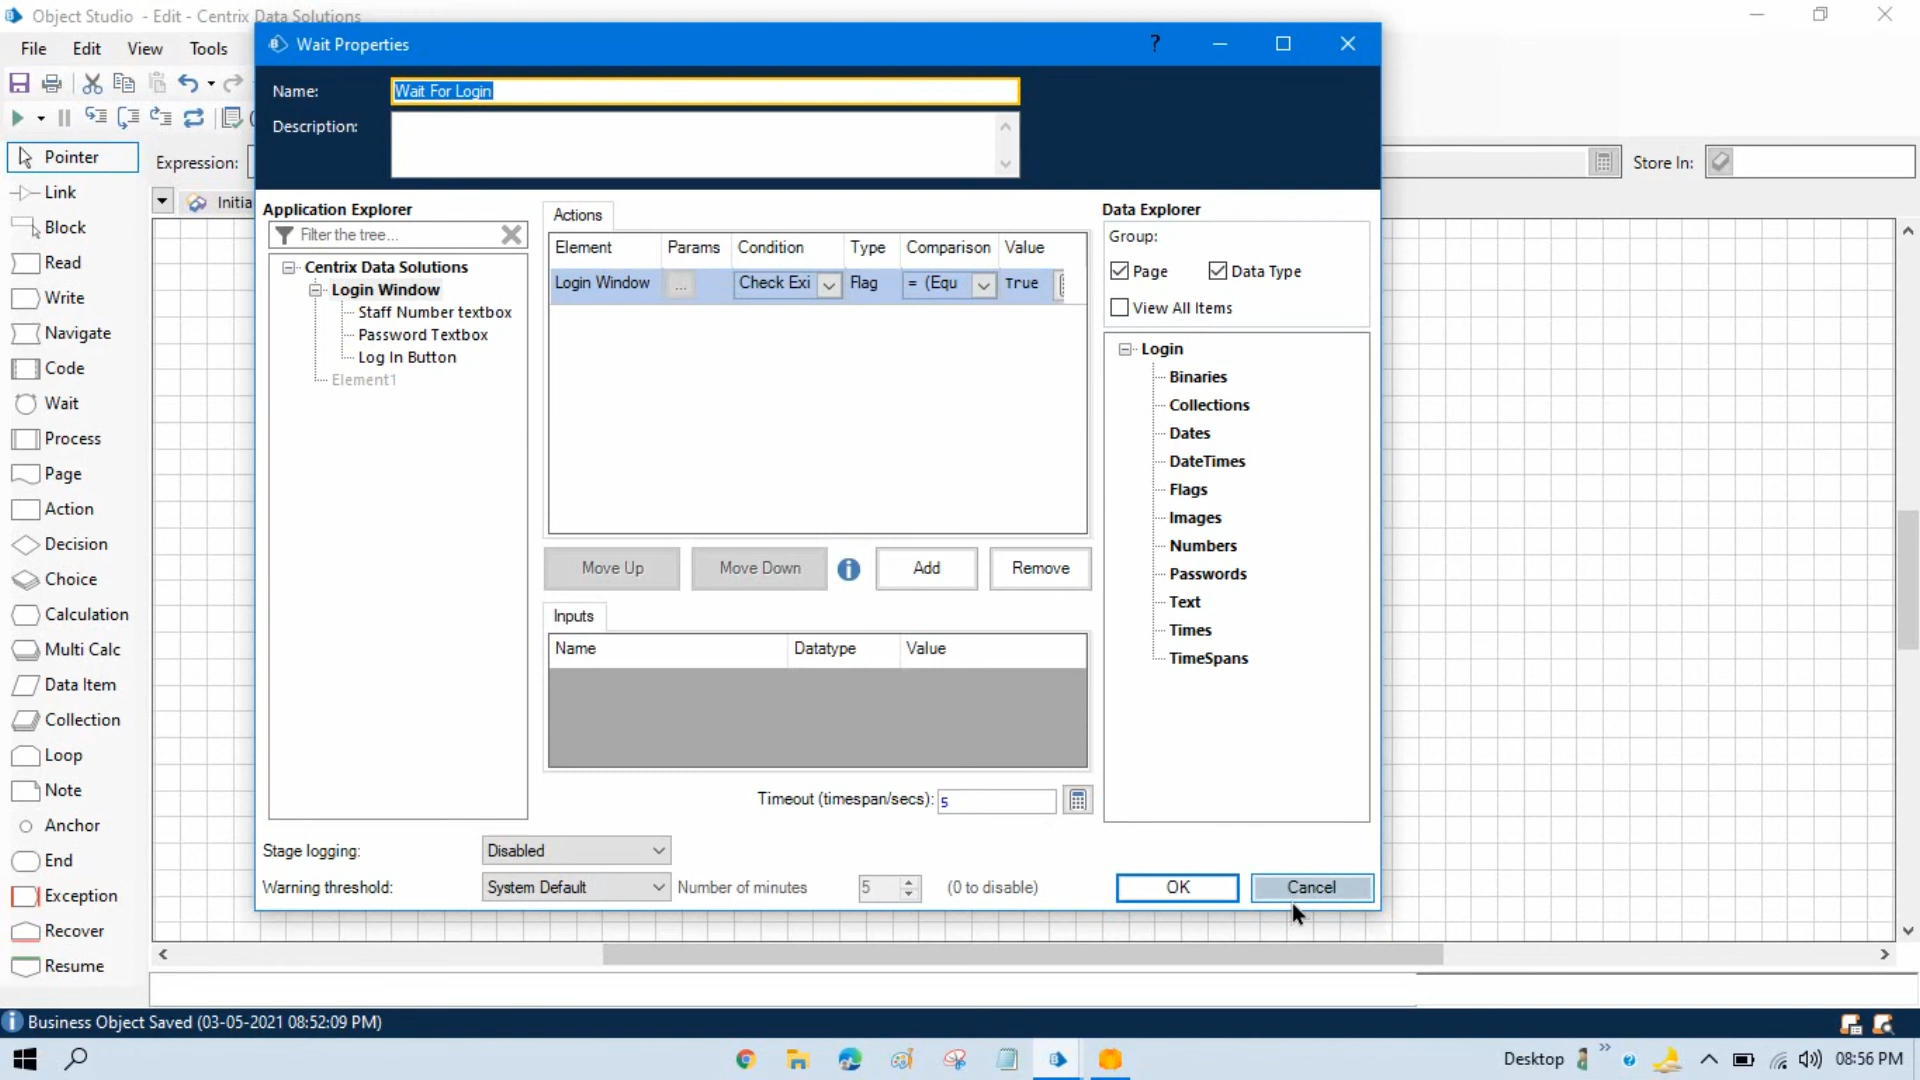 Object Studio - Edit - Centrix Data Solutions
File Edit View Tools
Wait Properties
?
Name: Wait For Login
Description:
Expression:
Store In:
Initia
Pointer
Link
Block
Read
Write
Navigate
Code
Wait
Process
Page
Action
Decision
Choice
Calculation
Multi Calc
Data Item
Collection
Loop
Note
Anchor
End
Exception
Recover
Resume
Application Explorer
Filter the tree...
Centrix Data Solutions
Login Window
Staff Number textbox
Password Textbox
Log In Button
Element1
Actions
Element Params Condition Type Comparison Value
Login Window ... Check Exi Flag = (Equ True
Move Up Move Down Add Remove
Inputs
Name Datatype Value
Timeout (timespan/secs): 5
Data Explorer
Group:
Page Data Type
View All Items
Login
Binaries
Collections
Dates
DateTimes
Flags
Images
Numbers
Passwords
Text
Times
TimeSpans
Stage logging: Disabled
Warning threshold: System Default Number of minutes 5 (0 to disable)
OK Cancel
Business Object Saved (03-05-2021 08:52:09 PM)
Desktop 08:56 PM